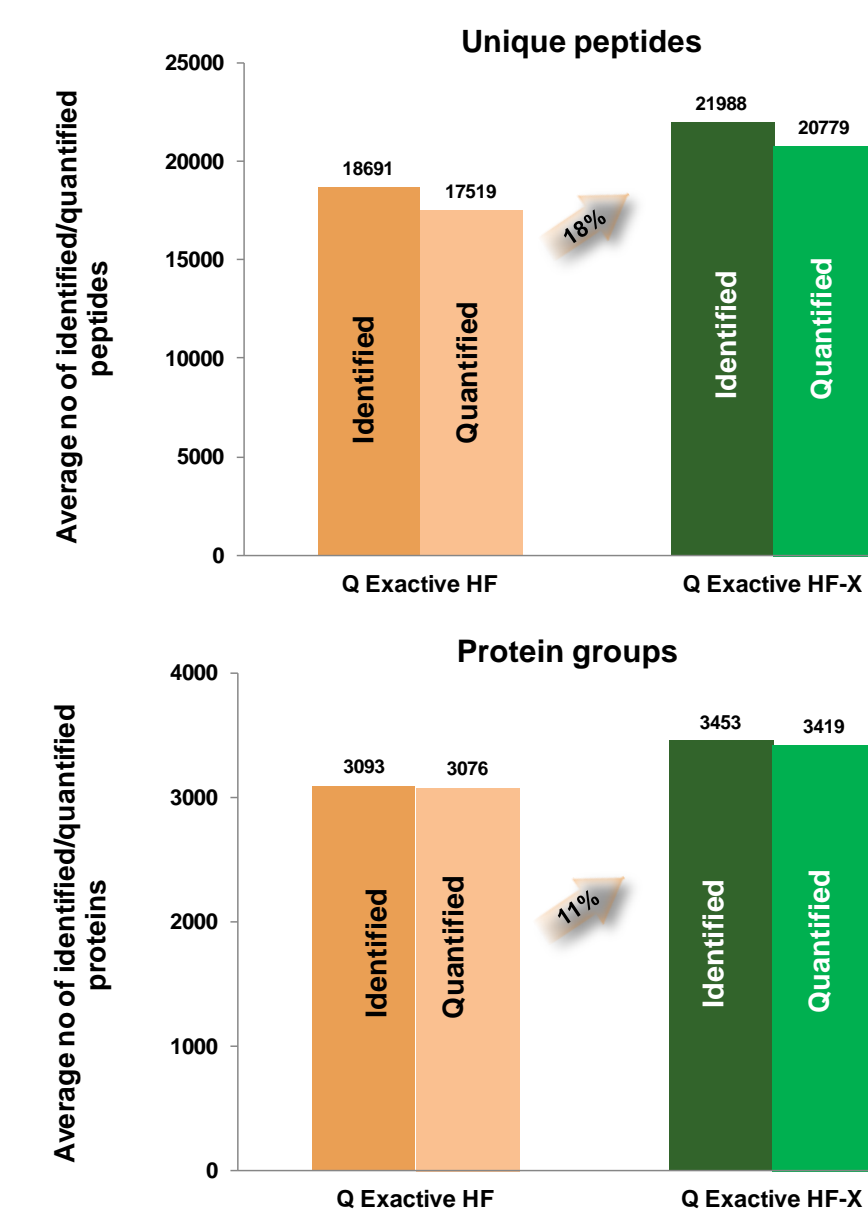 Unique peptides
25000
20000
15000
10000
5000
0
Average no of identified/quantified
peptides
18691
17519
21988
20779
Identified
Quantified
18%
Identified
Quantified
Q Exactive HF
Q Exactive HF-X
Protein groups
4000
3000
2000
1000
0
Average no of identified/quantified
proteins
3093
3076
3453
3419
Identified
Quantified
11%
Identified
Quantified
Q Exactive HF
Q Exactive HF-X